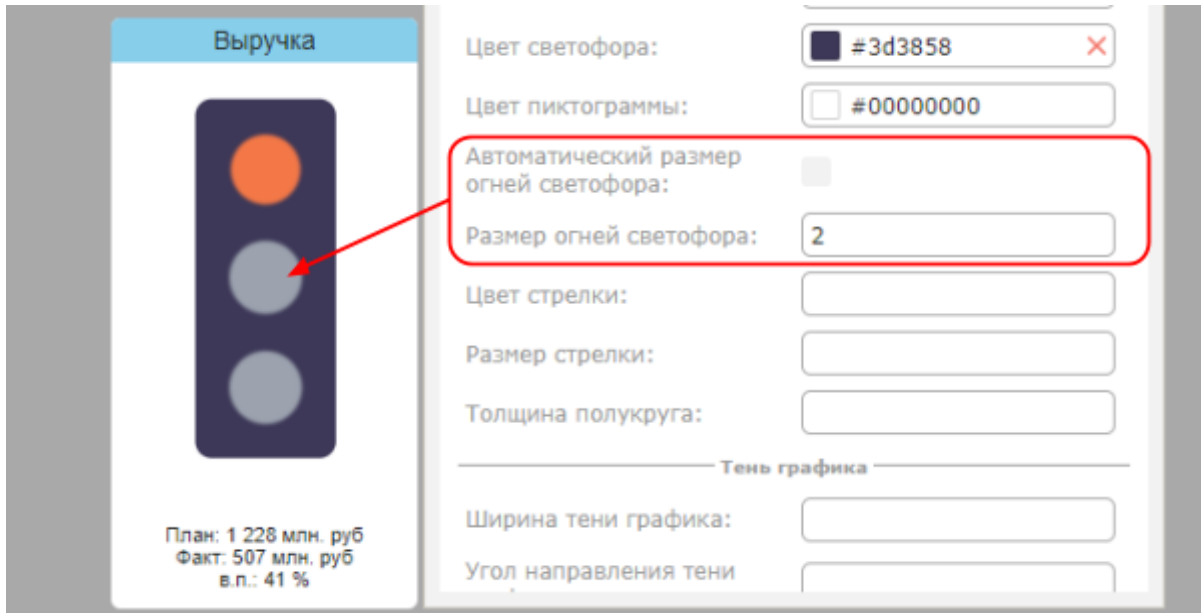 Выручка
План: 1 228 млн. руб
Факт: 507 млн. руб
в.п.: 41 %
Цвет светофора:
#3d3858
Цвет пиктограммы:
#00000000
Автоматический размер
огней светофора:
Размер огней светофора:
2
Цвет стрелки:
Размер стрелки:
Толщина полукруга:
Тень графика
Ширина тени графика:
Угол направления тени